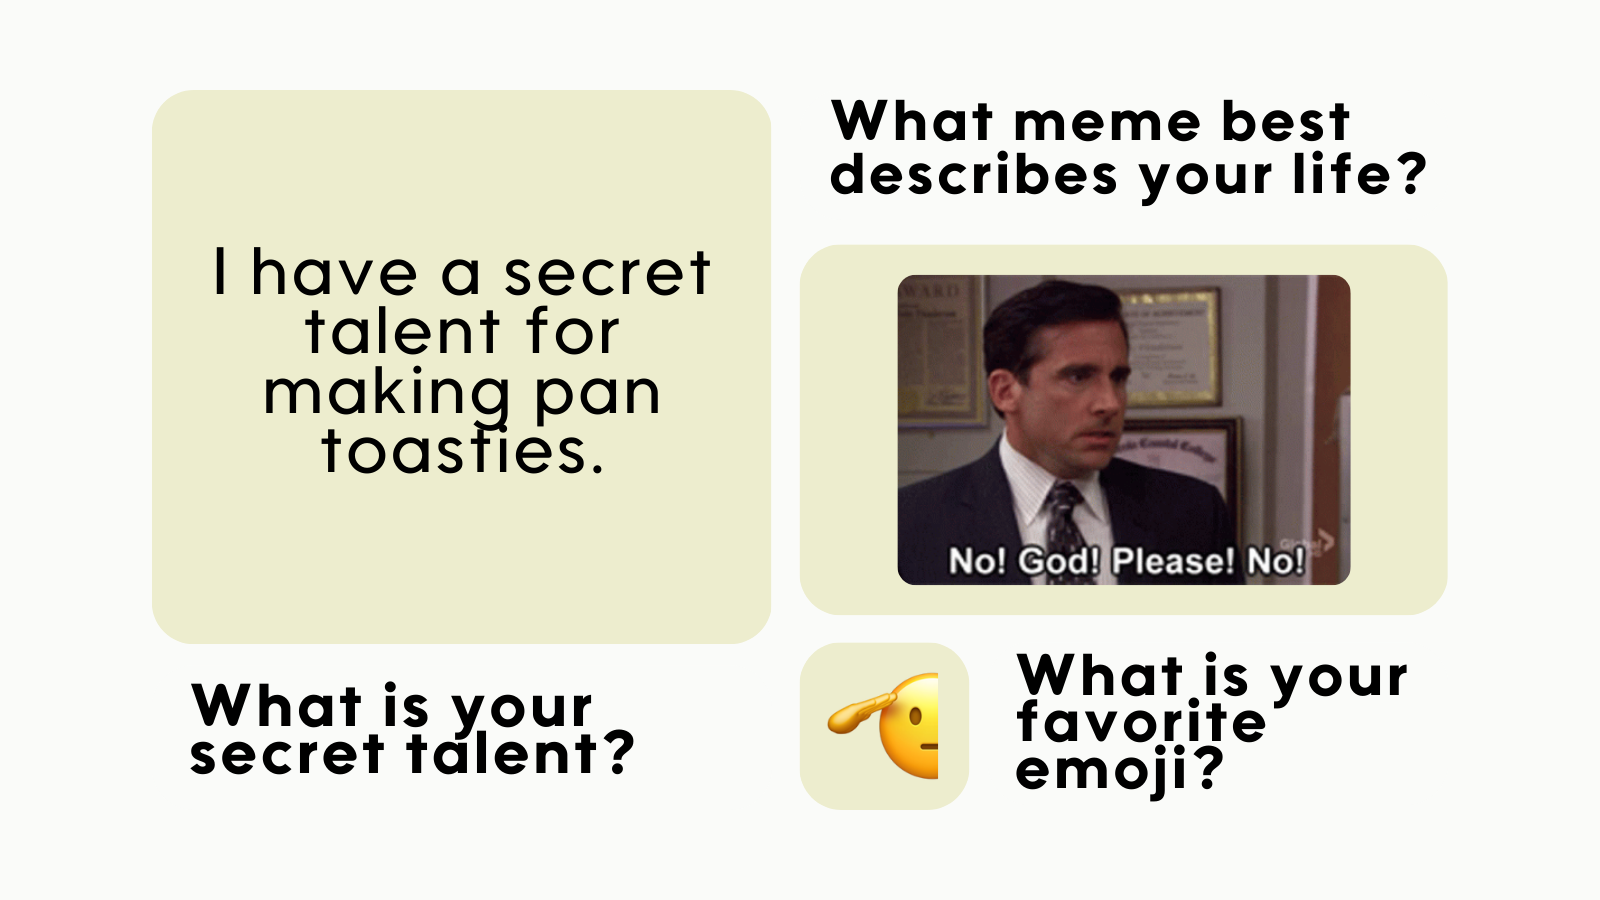 I have a secret
talent for
making pan
toasties.
What is your
secret talent?
What meme best
describes your life?
No! God! Please! No!
Global
What is your
favorite
emoji?